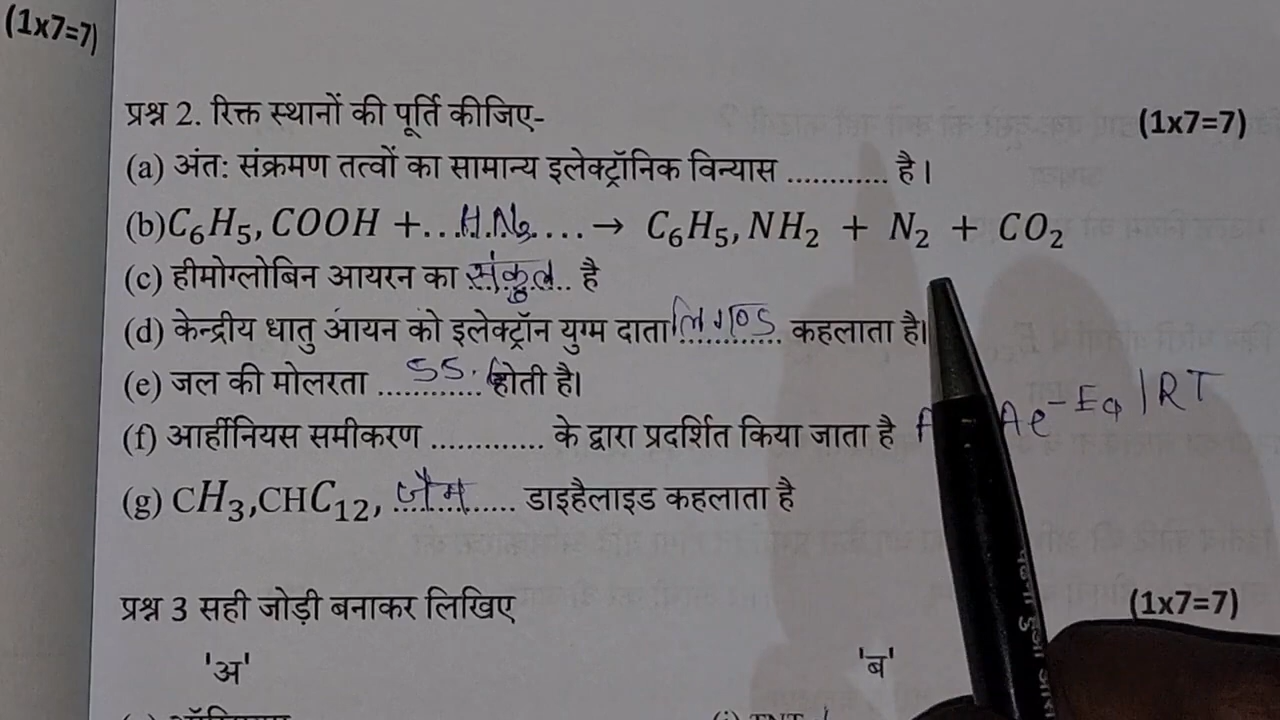 (1x7=7)
प्रश्न 2. रिक्त स्थानों की पूर्ति कीजिए- (1x7=7)
(a) अंत: संक्रमण तत्वों का सामान्य इलेक्ट्रॉनिक विन्यास ............ है।
(b)C₆H₅, COOH +...HN₃...→ C₆H₅, NH₂ + N₂ + CO₂
(c) हीमोग्लोबिन आयरन का संकुल है
(d) केन्द्रीय धातु आयन को इलेक्ट्रॉन युग्म दाता लिगेंड कहलाता है।
(e) जल की मोलरता 55. होती है।
(f) आर्हीनियस समीकरण ............. के द्वारा प्रदर्शित किया जाता है Ae⁻ᴱᵃ/RT
(g) CH₃,CHC₁₂, जैम डाइहैलाइड कहलाता है
प्रश्न 3 सही जोड़ी बनाकर लिखिए (1x7=7)
'अ' 'ब'